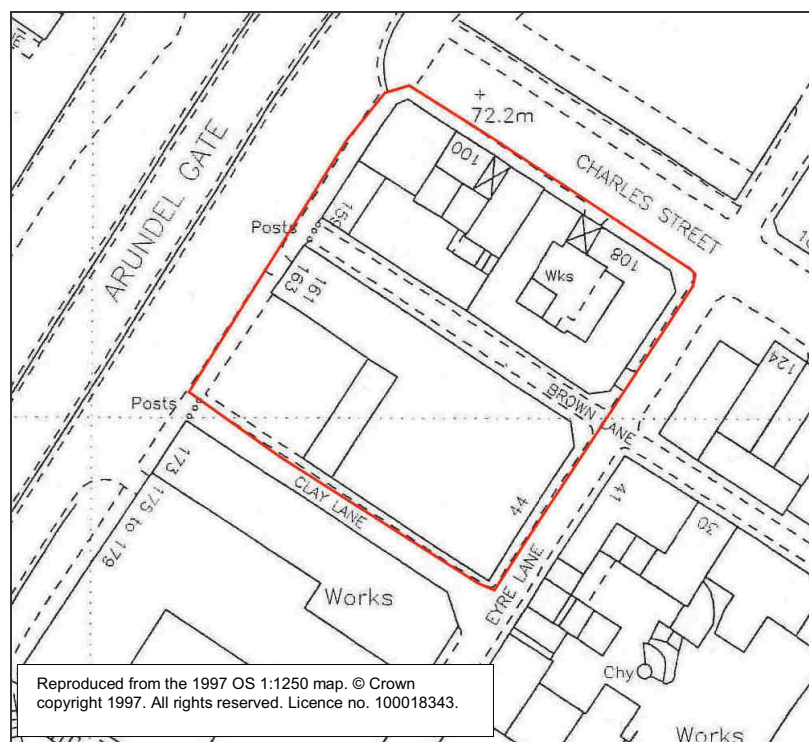 72.2m
ARUNDEL GATE
CHARLES STREET
100
108
159
Posts
Wks
161
163
124
BROWN LANE
Posts
173
175 to 179
CLAY LANE
44
EYRE LANE
41
30
Works
Chy
Works
Reproduced from the 1997 OS 1:1250 map. © Crown
copyright 1997. All rights reserved. Licence no. 100018343.